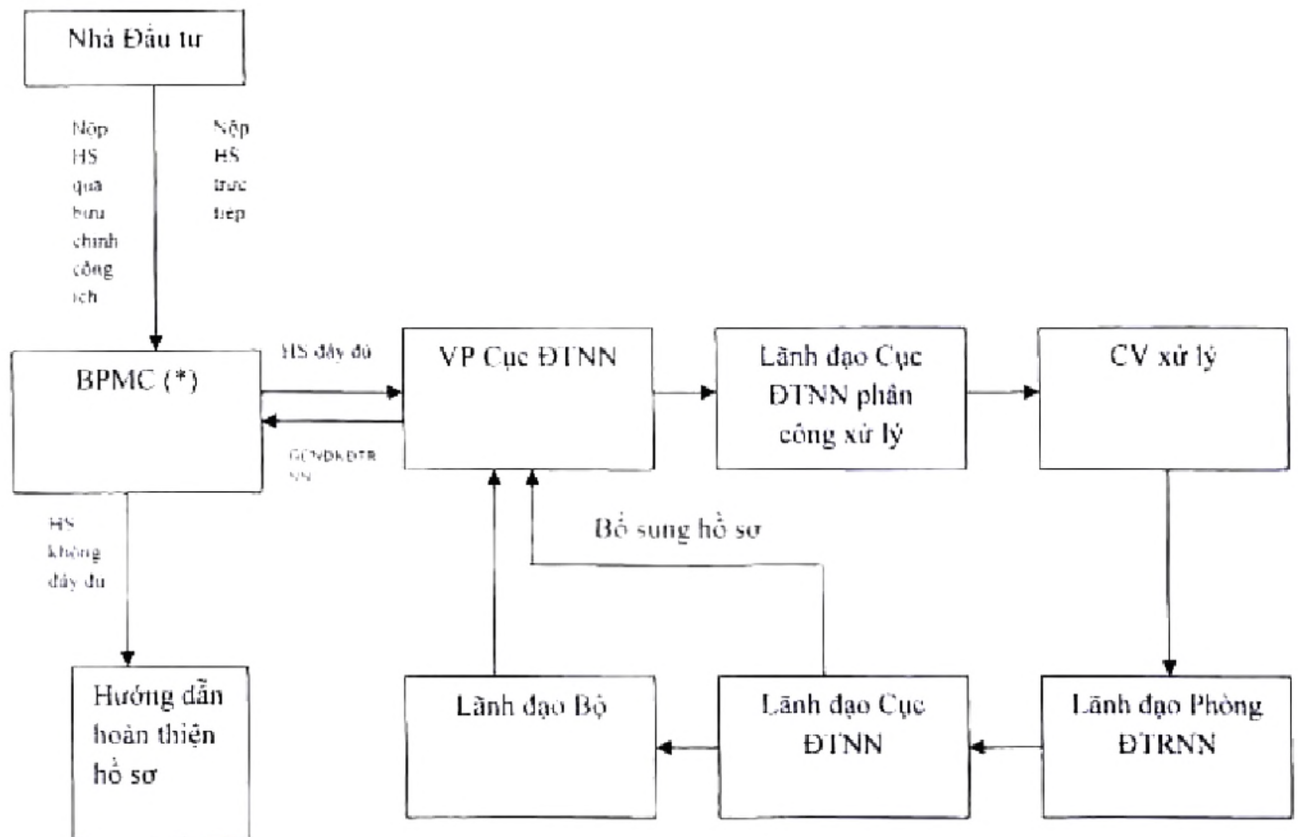 Nhà Đầu tư
Nộp
HS
qua
bưu
chính
công
ích
Nộp
HS
trực
tiếp
BPMC (*)
HS đầy đủ
GCNĐKĐTR
NN
VP Cục ĐTNN
Lãnh đạo Cục
ĐTNN phân
công xử lý
CV xử lý
HS
không
đầy đủ
Bổ sung hồ sơ
Hướng dẫn
hoàn thiện
hồ sơ
Lãnh đạo Bộ
Lãnh đạo Cục
ĐTNN
Lãnh đạo Phòng
ĐTRNN